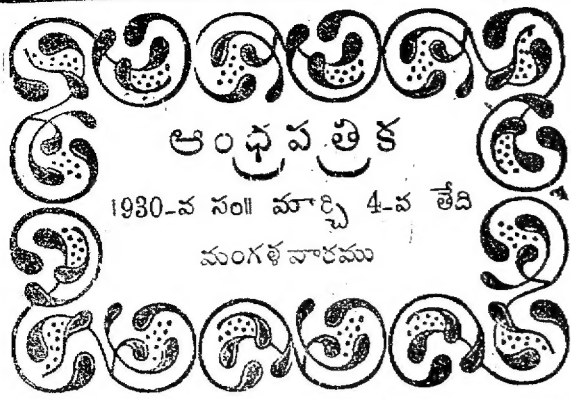 ఆంధ్రపత్రిక
1930-వ సం॥ మార్చి 4-వ తేది
మంగళవారము